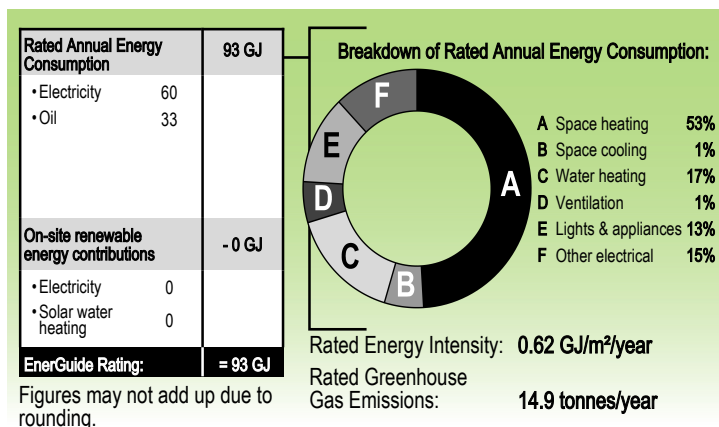 Rated Annual Energy
Consumption
93 GJ
• Electricity 60
• Oil 33
On-site renewable
energy contributions
- 0 GJ
• Electricity 0
• Solar water
heating 0
EnerGuide Rating: = 93 GJ
Figures may not add up due to
rounding.
Breakdown of Rated Annual Energy Consumption:
F
E
D
C
B
A
A Space heating 53%
B Space cooling 1%
C Water heating 17%
D Ventilation 1%
E Lights & appliances 13%
F Other electrical 15%
Rated Energy Intensity: 0.62 GJ/m²/year
Rated Greenhouse
Gas Emissions: 14.9 tonnes/year